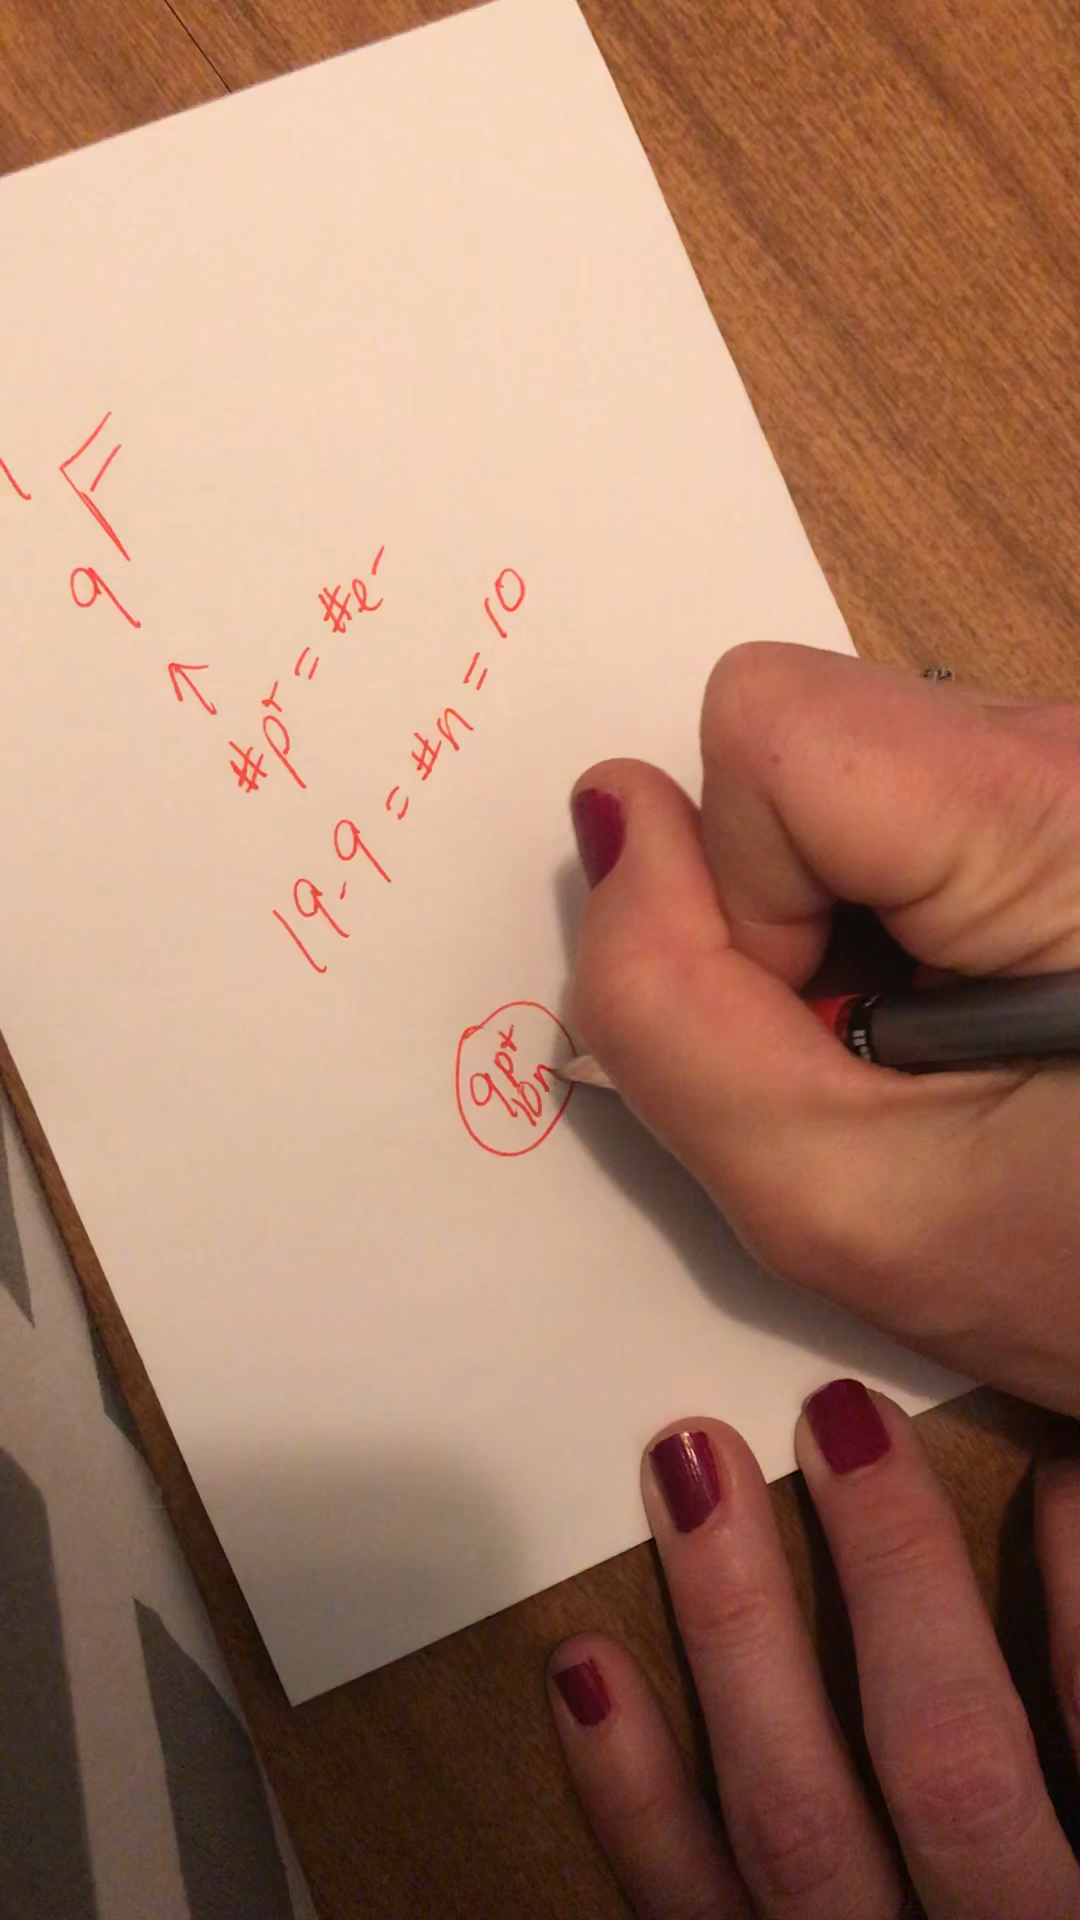 F
9
↑
#p⁺ = #e⁻
19-9 = #n = 10
9p⁺
10n